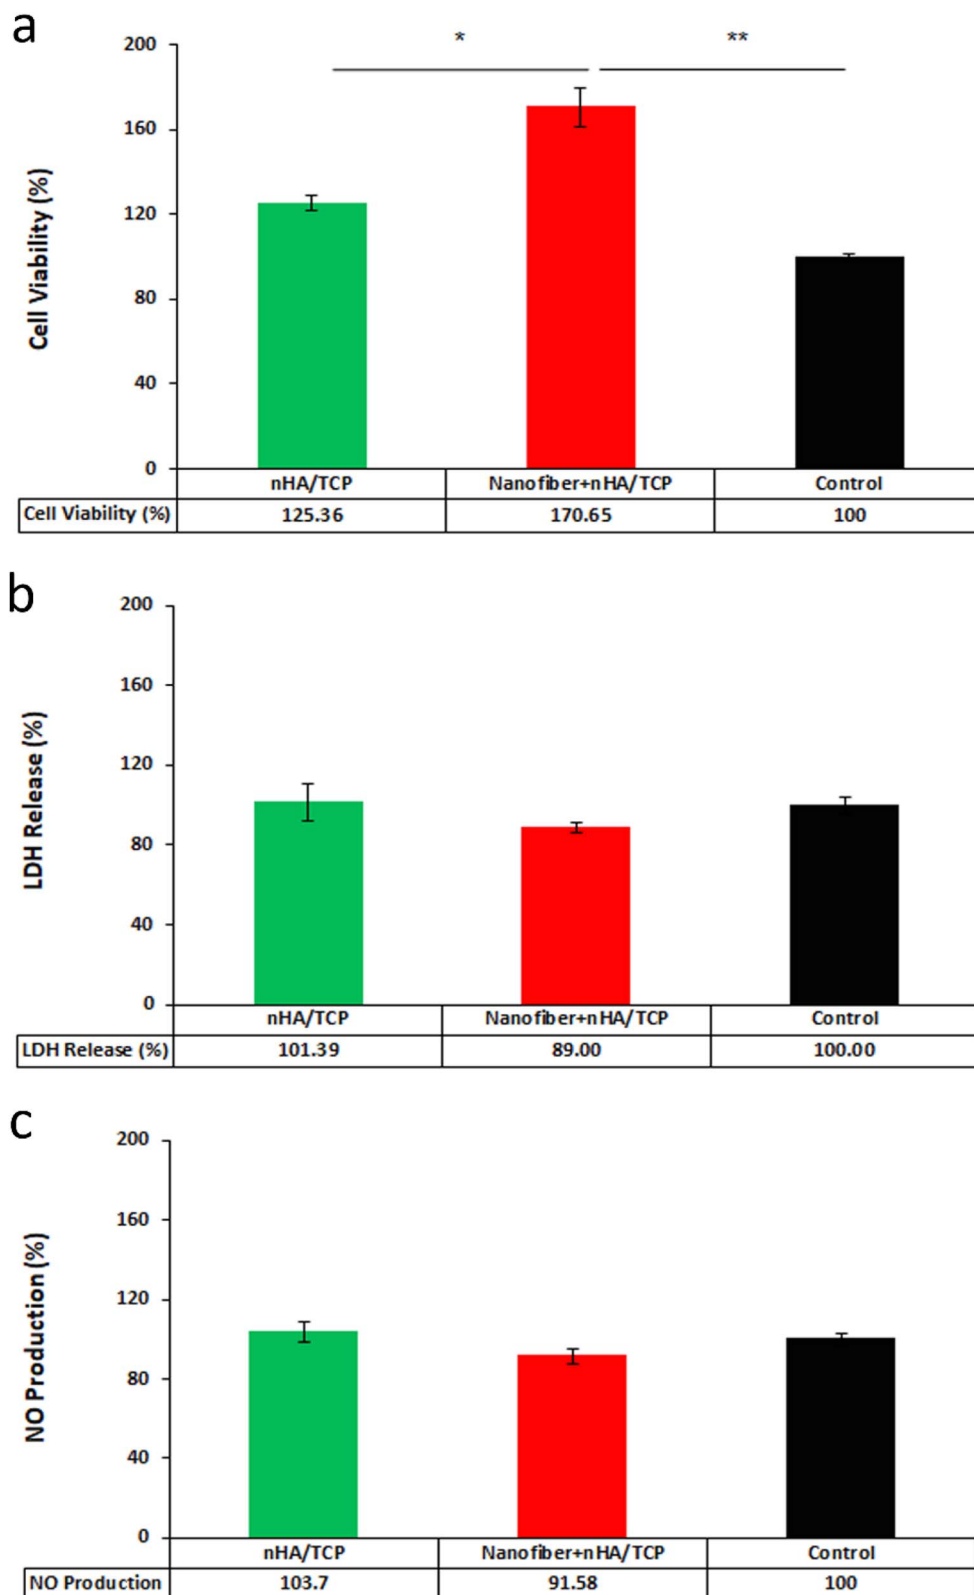 a
Cell Viability (%)
200
160
120
80
40
0
*
**
nHA/TCP Nanofiber+nHA/TCP Control
Cell Viability (%) 125.36 170.65 100
b
LDH Release (%)
200
160
120
80
40
0
nHA/TCP Nanofiber+nHA/TCP Control
LDH Release (%) 101.39 89.00 100.00
c
NO Production (%)
200
160
120
80
40
0
nHA/TCP Nanofiber+nHA/TCP Control
NO Production 103.7 91.58 100